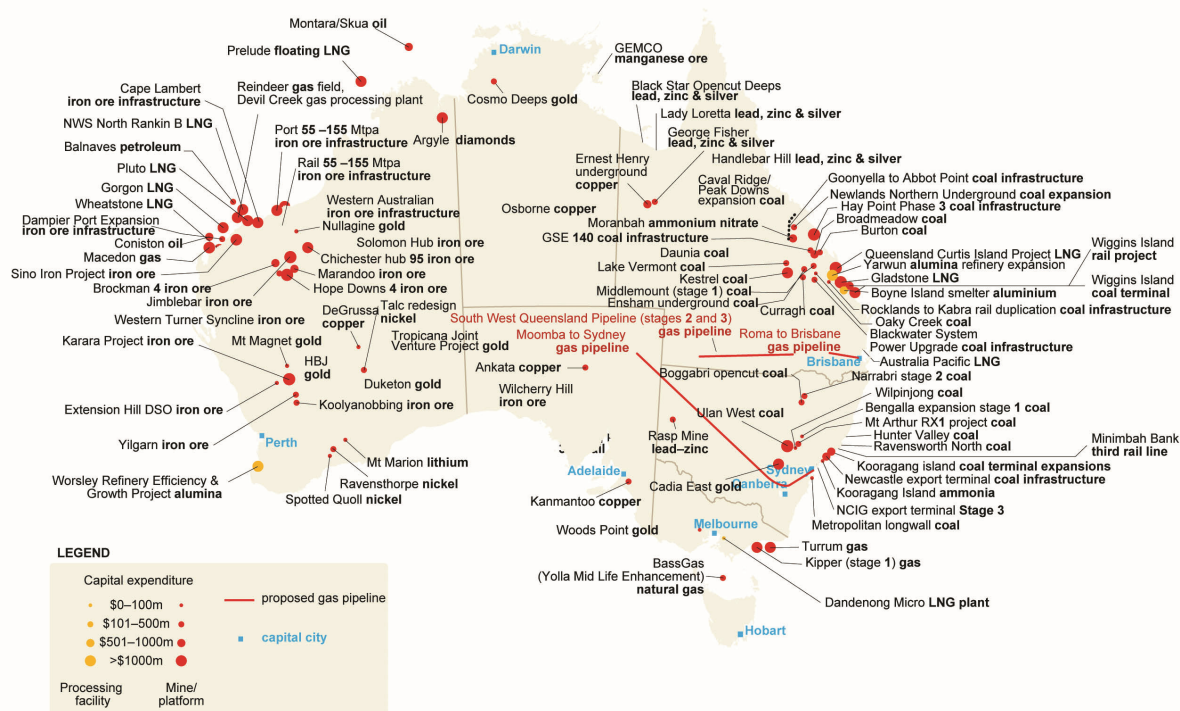 Montara/Skua oil
Prelude floating LNG
Darwin
GEMCO
manganese ore
Cape Lambert
iron ore infrastructure
Reindeer gas field,
Devil Creek gas processing plant
Cosmo Deeps gold
Black Star Opencut Deeps
lead, zinc & silver
NWS North Rankin B LNG
Port 55 –155 Mtpa
iron ore infrastructure
Argyle diamonds
Lady Loretta lead, zinc & silver
George Fisher
lead, zinc & silver
Balnaves petroleum
Rail 55 –155 Mtpa
iron ore infrastructure
Ernest Henry
underground
copper
Handlebar Hill lead, zinc & silver
Pluto LNG
Caval Ridge/
Peak Downs
expansion coal
Goonyella to Abbot Point coal infrastructure
Gorgon LNG
Newlands Northern Underground coal expansion
Wheatstone LNG
Western Australian
iron ore infrastructure
Osborne copper
Hay Point Phase 3 coal infrastructure
Dampier Port Expansion
iron ore infrastructure
Nullagine gold
Moranbah ammonium nitrate
Broadmeadow coal
Burton coal
Coniston oil
Solomon Hub iron ore
GSE 140 coal infrastructure
Macedon gas
Chichester hub 95 iron ore
Daunia coal
Queensland Curtis Island Project LNG
Wiggins Island
rail project
Sino Iron Project iron ore
Marandoo iron ore
Lake Vermont coal
Yarwun alumina refinery expansion
Brockman 4 iron ore
Hope Downs 4 iron ore
Kestrel coal
Gladstone LNG
Wiggins Island
coal terminal
Jimblebar iron ore
Middlemount (stage 1) coal
Boyne Island smelter aluminium
Talc redesign
nickel
Ensham underground coal
Rocklands to Kabra rail duplication coal infrastructure
Western Turner Syncline iron ore
DeGrussa
copper
Curragh coal
Oaky Creek coal
South West Queensland Pipeline (stages 2 and 3)
gas pipeline
Blackwater System
Power Upgrade coal infrastructure
Karara Project iron ore
Mt Magnet gold
Tropicana Joint
Venture Project gold
Moomba to Sydney
gas pipeline
Roma to Brisbane
gas pipeline
Brisbane
Australia Pacific LNG
HBJ
gold
Duketon gold
Ankata copper
Boggabri opencut coal
Narrabri stage 2 coal
Extension Hill DSO iron ore
Koolyanobbing iron ore
Wilcherry Hill
iron ore
Wilpinjong coal
Ulan West coal
Bengalla expansion stage 1 coal
Mt Arthur RX1 project coal
Yilgarn iron ore
Perth
Rasp Mine
lead–zinc
Hunter Valley coal
Ravensworth North coal
Minimbah Bank
third rail line
Worsley Refinery Efficiency &
Growth Project alumina
Mt Marion lithium
Ravensthorpe nickel
Spotted Quoll nickel
Adelaide
Sydney
Kooragang island coal terminal expansions
Newcastle export terminal coal infrastructure
Cadia East gold
Canberra
Kooragang Island ammonia
Kanmantoo copper
NCIG export terminal Stage 3
Metropolitan longwall coal
Woods Point gold
Melbourne
Turrum gas
Kipper (stage 1) gas
BassGas
(Yolla Mid Life Enhancement)
natural gas
Dandenong Micro LNG plant
Hobart
LEGEND
Capital expenditure
$0–100m
$101–500m
$501–1000m
>$1000m
Processing
facility
Mine/
platform
proposed gas pipeline
capital city